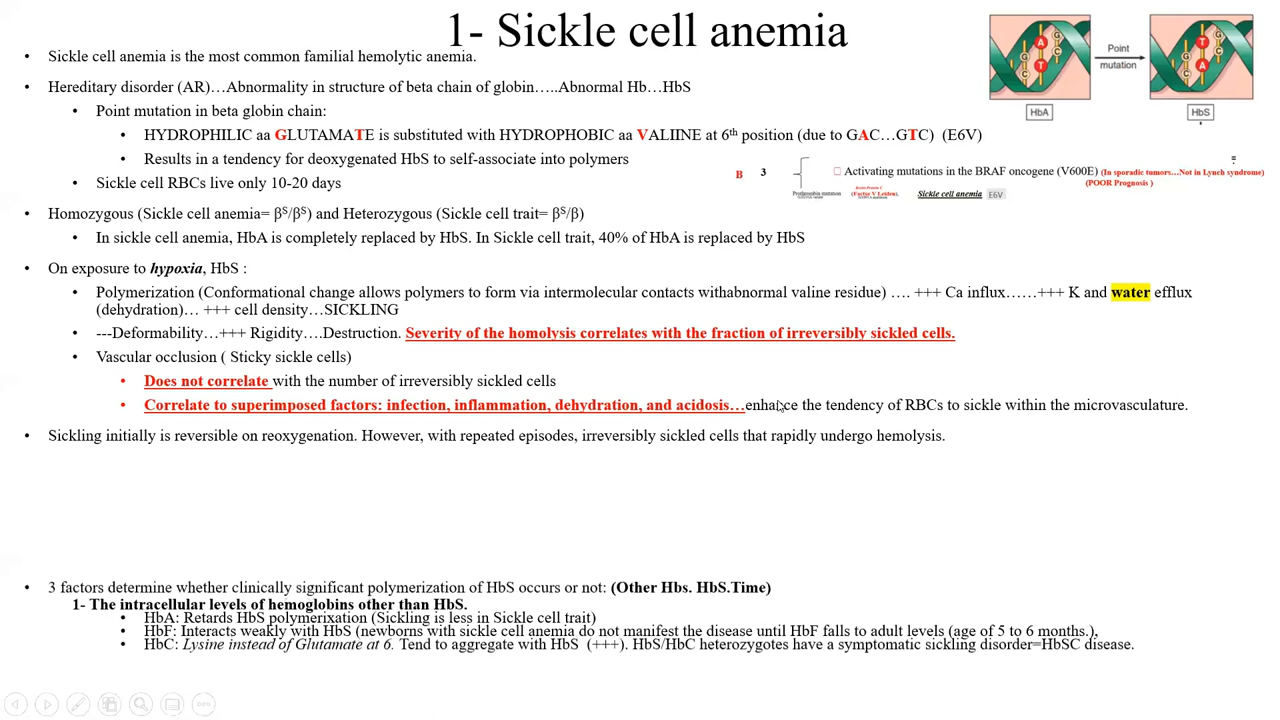 1- Sickle cell anemia
• Sickle cell anemia is the most common familial hemolytic anemia.
• Hereditary disorder (AR)…Abnormality in structure of beta chain of globin…..Abnormal Hb…HbS
• Point mutation in beta globin chain:
• HYDROPHILIC aa GLUTAMATE is substituted with HYDROPHOBIC aa VALIINE at 6th position (due to GAC…GTC) (E6V)
• Results in a tendency for deoxygenated HbS to self-associate into polymers
• Sickle cell RBCs live only 10-20 days
G A G
C T C
Point
mutation
G T G
C A C
HbA
HbS
B 3
□ Activating mutations in the BRAF oncogene (V600E) (In sporadic tumors…Not in Lynch syndrome)
(POOR Prognosis )
Prothrombin mutation
(Factor V Leiden),
Sickle cell anemia E6V
• Homozygous (Sickle cell anemia= βS/βS) and Heterozygous (Sickle cell trait= βS/β)
• In sickle cell anemia, HbA is completely replaced by HbS. In Sickle cell trait, 40% of HbA is replaced by HbS
• On exposure to hypoxia, HbS :
• Polymerization (Conformational change allows polymers to form via intermolecular contacts withabnormal valine residue) …. +++ Ca influx……+++ K and water efflux
(dehydration)… +++ cell density…SICKLING
• ---Deformability…+++ Rigidity….Destruction. Severity of the homolysis correlates with the fraction of irreversibly sickled cells.
• Vascular occlusion ( Sticky sickle cells)
• Does not correlate with the number of irreversibly sickled cells
• Correlate to superimposed factors: infection, inflammation, dehydration, and acidosis…enhance the tendency of RBCs to sickle within the microvasculature.
• Sickling initially is reversible on reoxygenation. However, with repeated episodes, irreversibly sickled cells that rapidly undergo hemolysis.
• 3 factors determine whether clinically significant polymerization of HbS occurs or not: (Other Hbs. HbS.Time)
1- The intracellular levels of hemoglobins other than HbS.
• HbA: Retards HbS polymerixation (Sickling is less in Sickle cell trait)
• HbF: Interacts weakly with HbS (newborns with sickle cell anemia do not manifest the disease until HbF falls to adult levels (age of 5 to 6 months.),
• HbC: Lysine instead of Glutamate at 6. Tend to aggregate with HbS (+++). HbS/HbC heterozygotes have a symptomatic sickling disorder=HbSC disease.